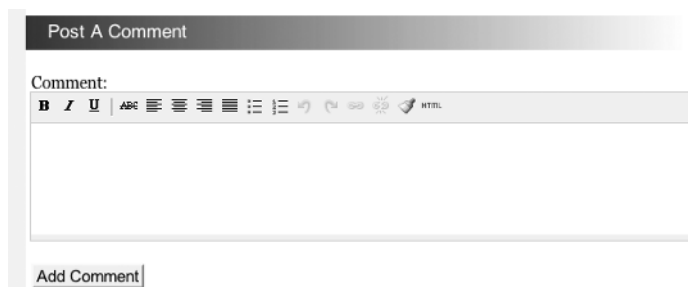 Post A Comment
Comment:
B I U ABC HTML
Add Comment